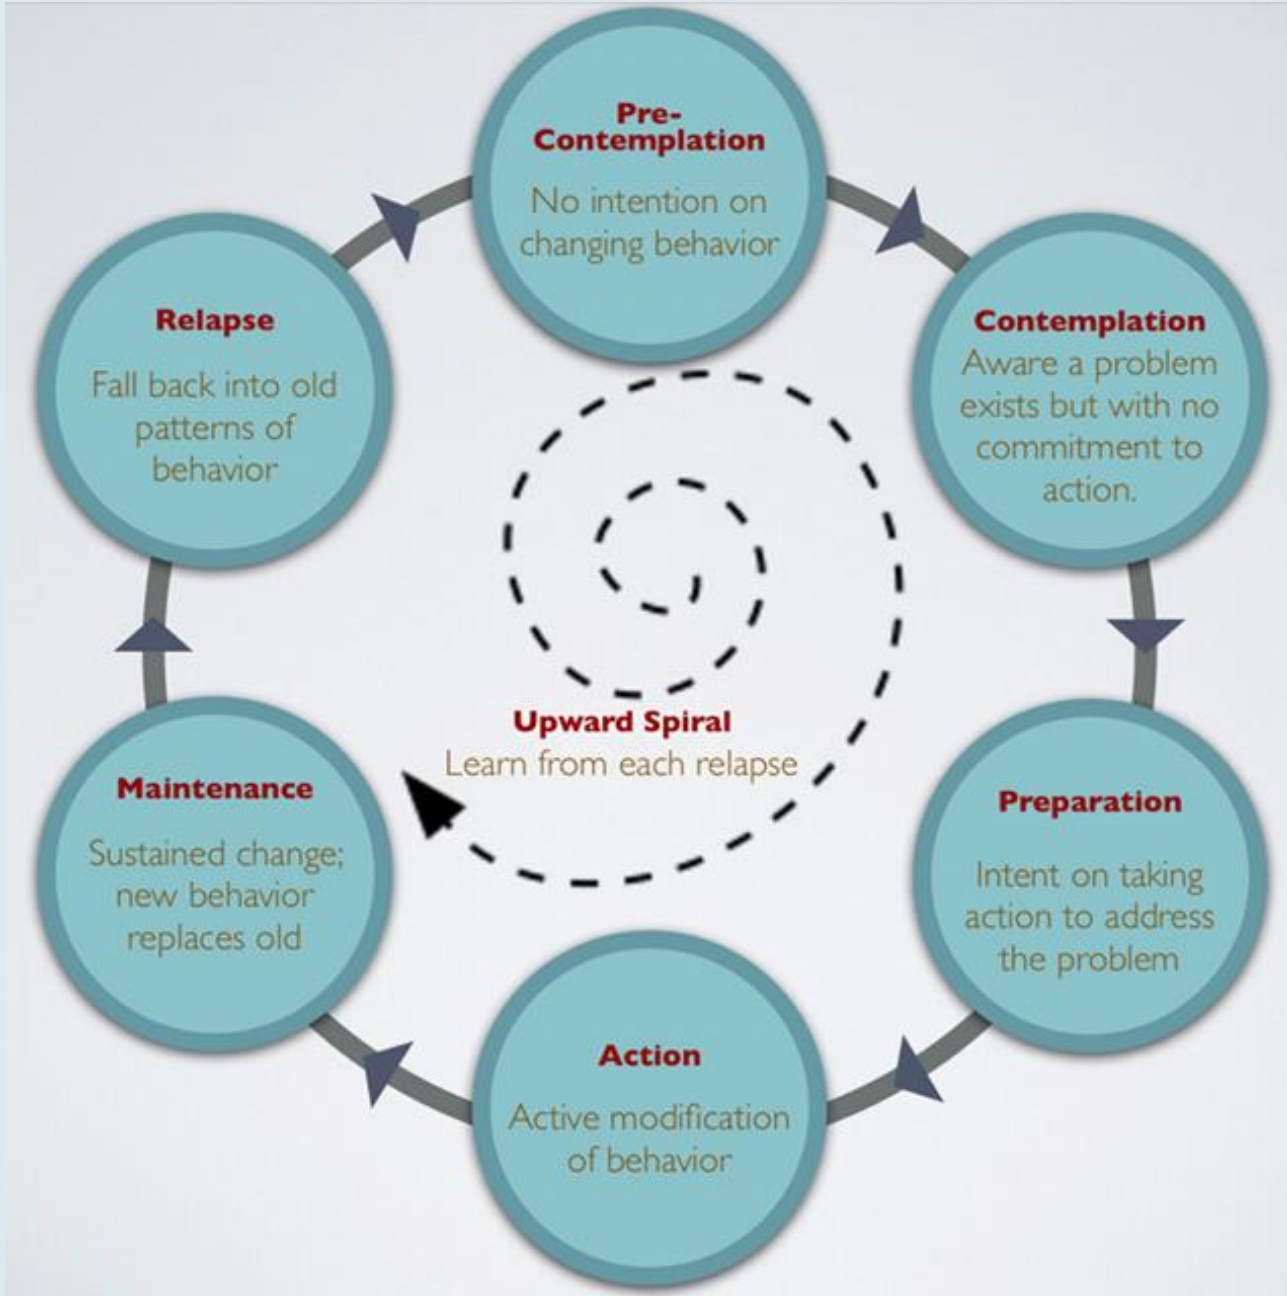 Pre-
Contemplation
No intention on
changing behavior
Contemplation
Aware a problem
exists but with no
commitment to
action.
Preparation
Intent on taking
action to address
the problem
Action
Active modification
of behavior
Maintenance
Sustained change;
new behavior
replaces old
Relapse
Fall back into old
patterns of
behavior
Upward Spiral
Learn from each relapse